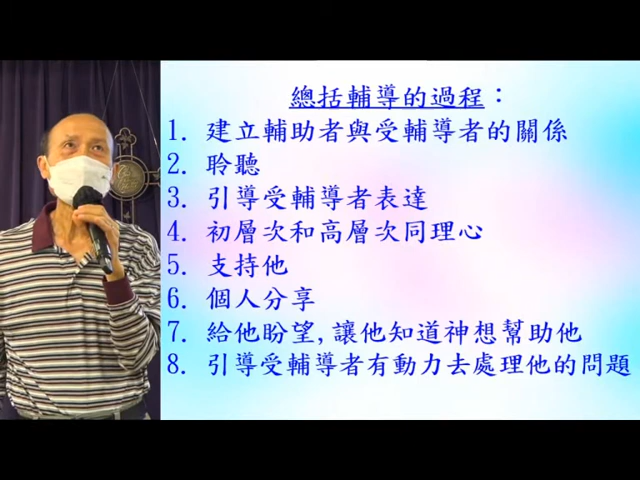 總括輔導的過程：
1. 建立輔助者與受輔導者的關係
2. 聆聽
3. 引導受輔導者表達
4. 初層次和高層次同理心
5. 支持他
6. 個人分享
7. 給他盼望,讓他知道神想幫助他
8. 引導受輔導者有動力去處理他的問題